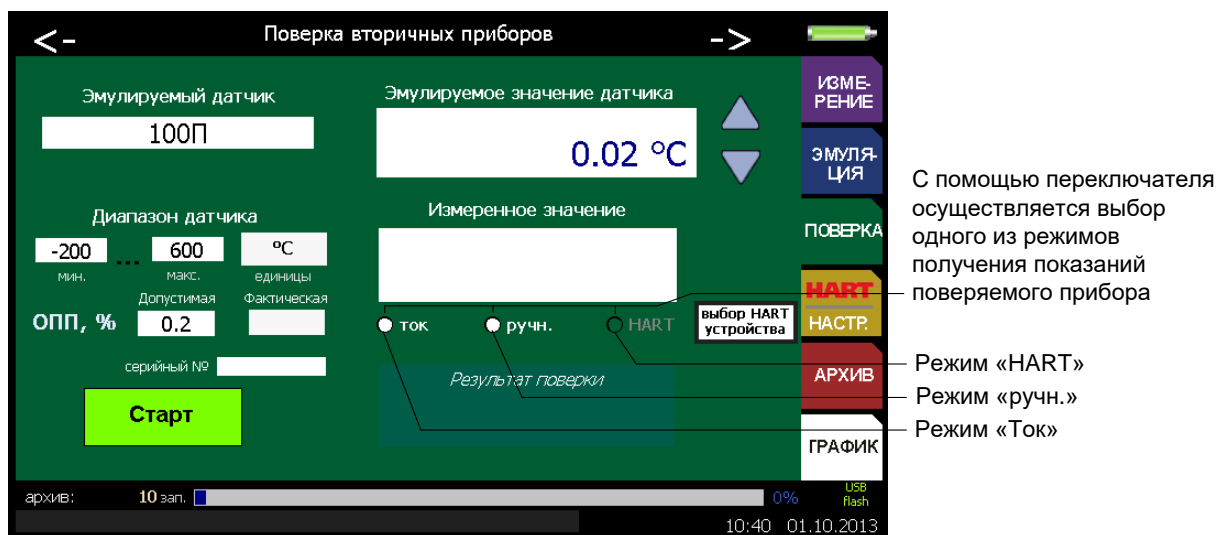 <- Поверка вторичных приборов ->
Эмулируемый датчик
100П
Эмулируемое значение датчика
0.02 °C
Диапазон датчика
-200 ... 600 °C
мин. макс. единицы
Допустимая Фактическая
ОПП, % 0.2
серийный №
Старт
Измеренное значение
ток ручн. HART
выбор HART
устройства
Результат поверки
ИЗМЕ-
РЕНИЕ
ЭМУЛЯ-
ЦИЯ
ПОВЕРКА
HART
НАСТР.
АРХИВ
ГРАФИК
архив: 10 зап. 0%
USB
flash
10:40 01.10.2013
С помощью переключателя
осуществляется выбор
одного из режимов
получения показаний
поверяемого прибора
Режим «HART»
Режим «ручн.»
Режим «Ток»